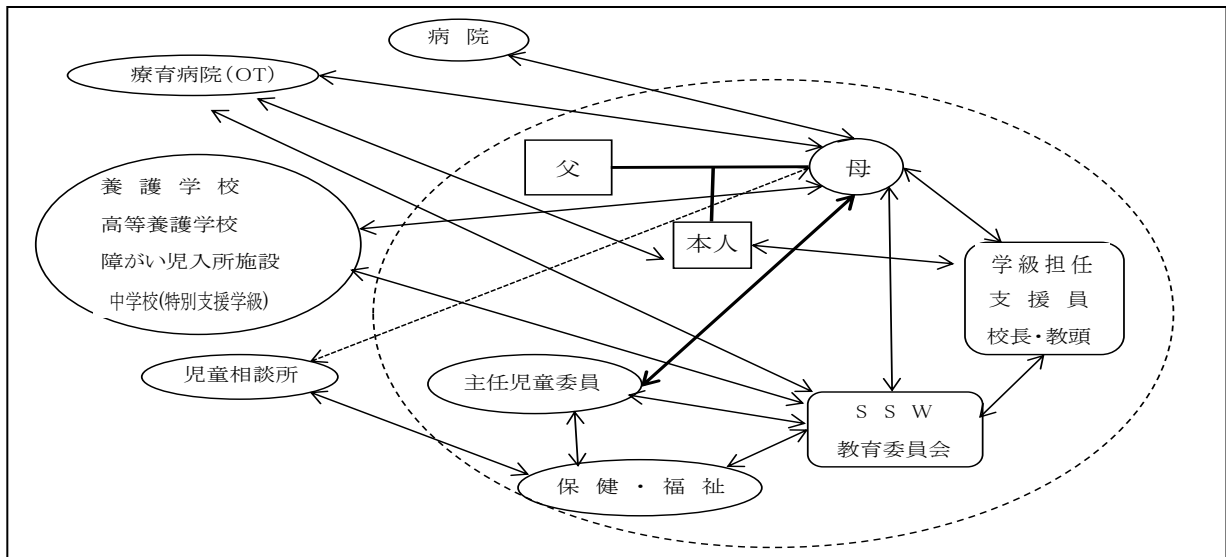 病 院
療育病院(OT)
父
母
養 護 学 校
高等養護学校
障がい児入所施設
中学校(特別支援学級)
本人
学級担任
支 援 員
校長・教頭
児童相談所
主任児童委員
S S W
教育委員会
保 健 ・ 福 祉